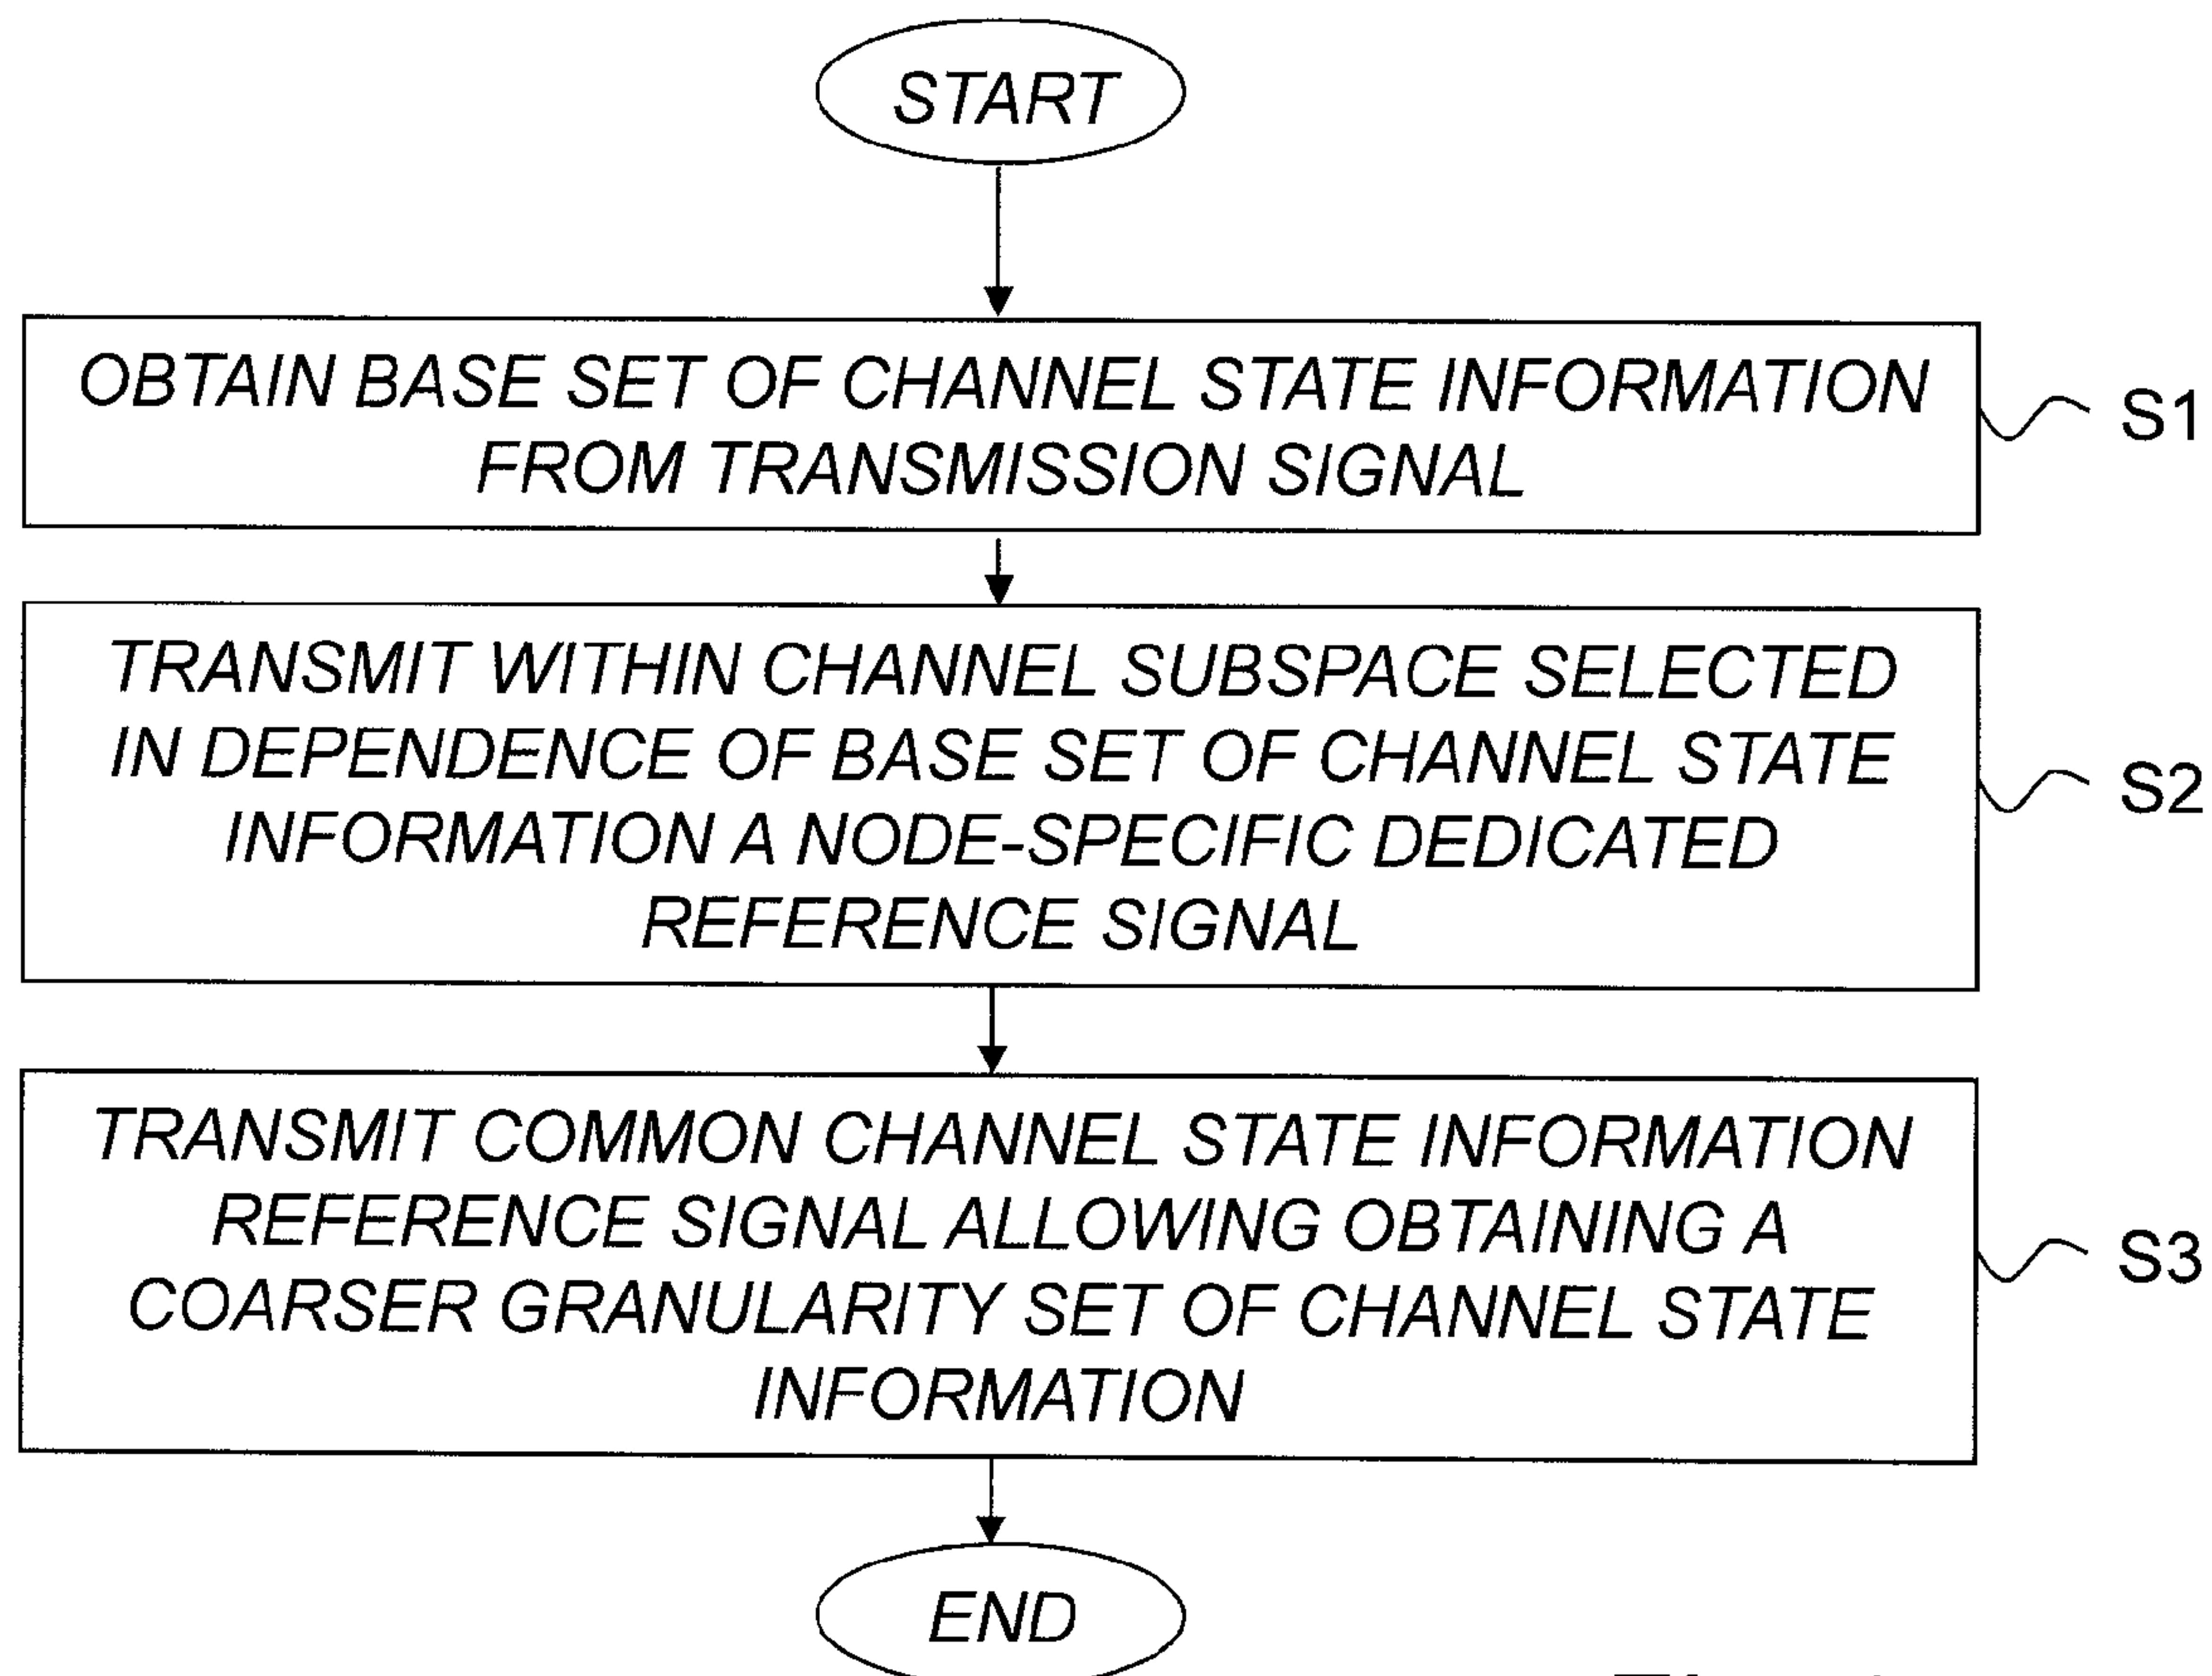 START
OBTAIN BASE SET OF CHANNEL STATE INFORMATION
FROM TRANSMISSION SIGNAL
S1
TRANSMIT WITHIN CHANNEL SUBSPACE SELECTED
IN DEPENDENCE OF BASE SET OF CHANNEL STATE
INFORMATION A NODE-SPECIFIC DEDICATED
REFERENCE SIGNAL
S2
TRANSMIT COMMON CHANNEL STATE INFORMATION
REFERENCE SIGNAL ALLOWING OBTAINING A
COARSER GRANULARITY SET OF CHANNEL STATE
INFORMATION
S3
END